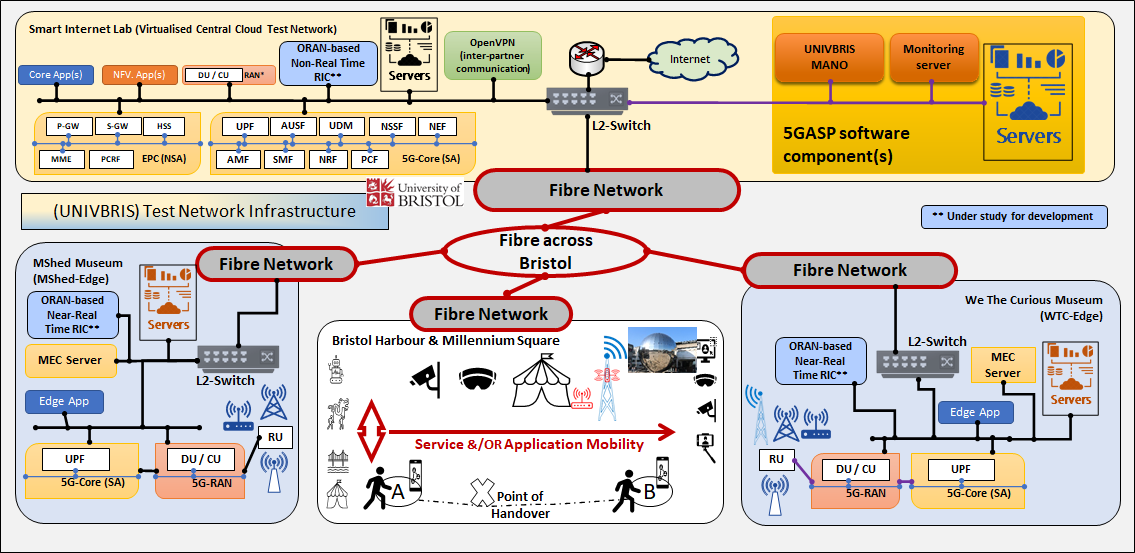 Smart Internet Lab (Virtualised Central Cloud Test Network)
Core App(s)
NFV. App(s)
DU / CU
RAN*
ORAN-based
Non-Real Time
RIC**
Servers
OpenVPN
(inter-partner
communication)
Internet
L2-Switch
UNIVBRIS
MANO
Monitoring
server
Servers
5GASP software
component(s)
P-GW
S-GW
HSS
MME
PCRF
EPC (NSA)
UPF
AUSF
UDM
NSSF
NEF
AMF
SMF
NRF
PCF
5G-Core (SA)
University of
BRISTOL
Fibre Network
(UNIVBRIS) Test Network Infrastructure
** Under study for development
Fibre across
Bristol
Fibre Network
Fibre Network
Fibre Network
MShed Museum
(MShed-Edge)
ORAN-based
Near-Real
Time RIC**
Servers
MEC Server
L2-Switch
Edge App
UPF
5G-Core (SA)
DU / CU
5G-RAN
RU
Bristol Harbour & Millennium Square
Service &/OR Application Mobility
A
B
Point of
Handover
We The Curious Museum
(WTC-Edge)
ORAN-based
Near-Real
Time RIC**
L2-Switch
MEC
Server
Servers
Edge App
RU
DU / CU
5G-RAN
UPF
5G-Core (SA)